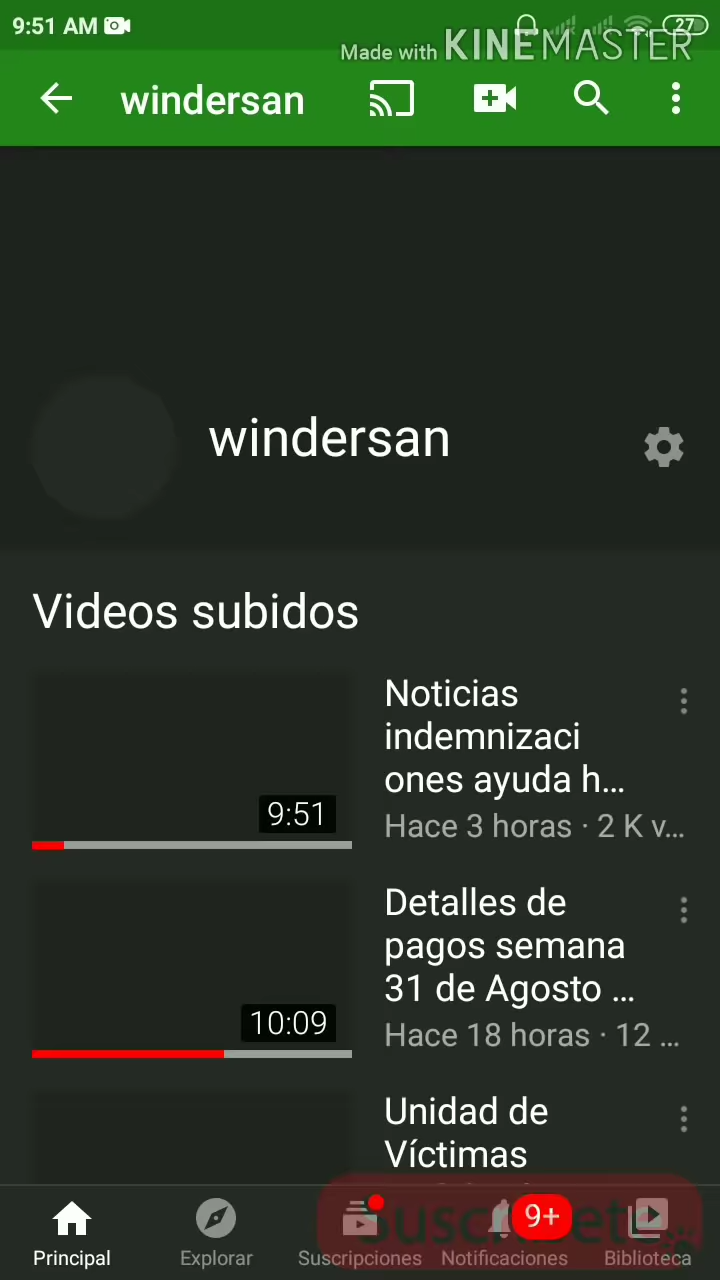 9:51 AM
27
Made with KINEMASTER
windersan
windersan
Videos subidos
Noticias
indemnizaci
ones ayuda h...
Hace 3 horas · 2 K v...
9:51
Detalles de
pagos semana
31 de Agosto ...
Hace 18 horas · 12 ...
10:09
Unidad de
Víctimas
Suscríbete
9+
Principal
Explorar
Suscripciones
Notificaciones
Biblioteca